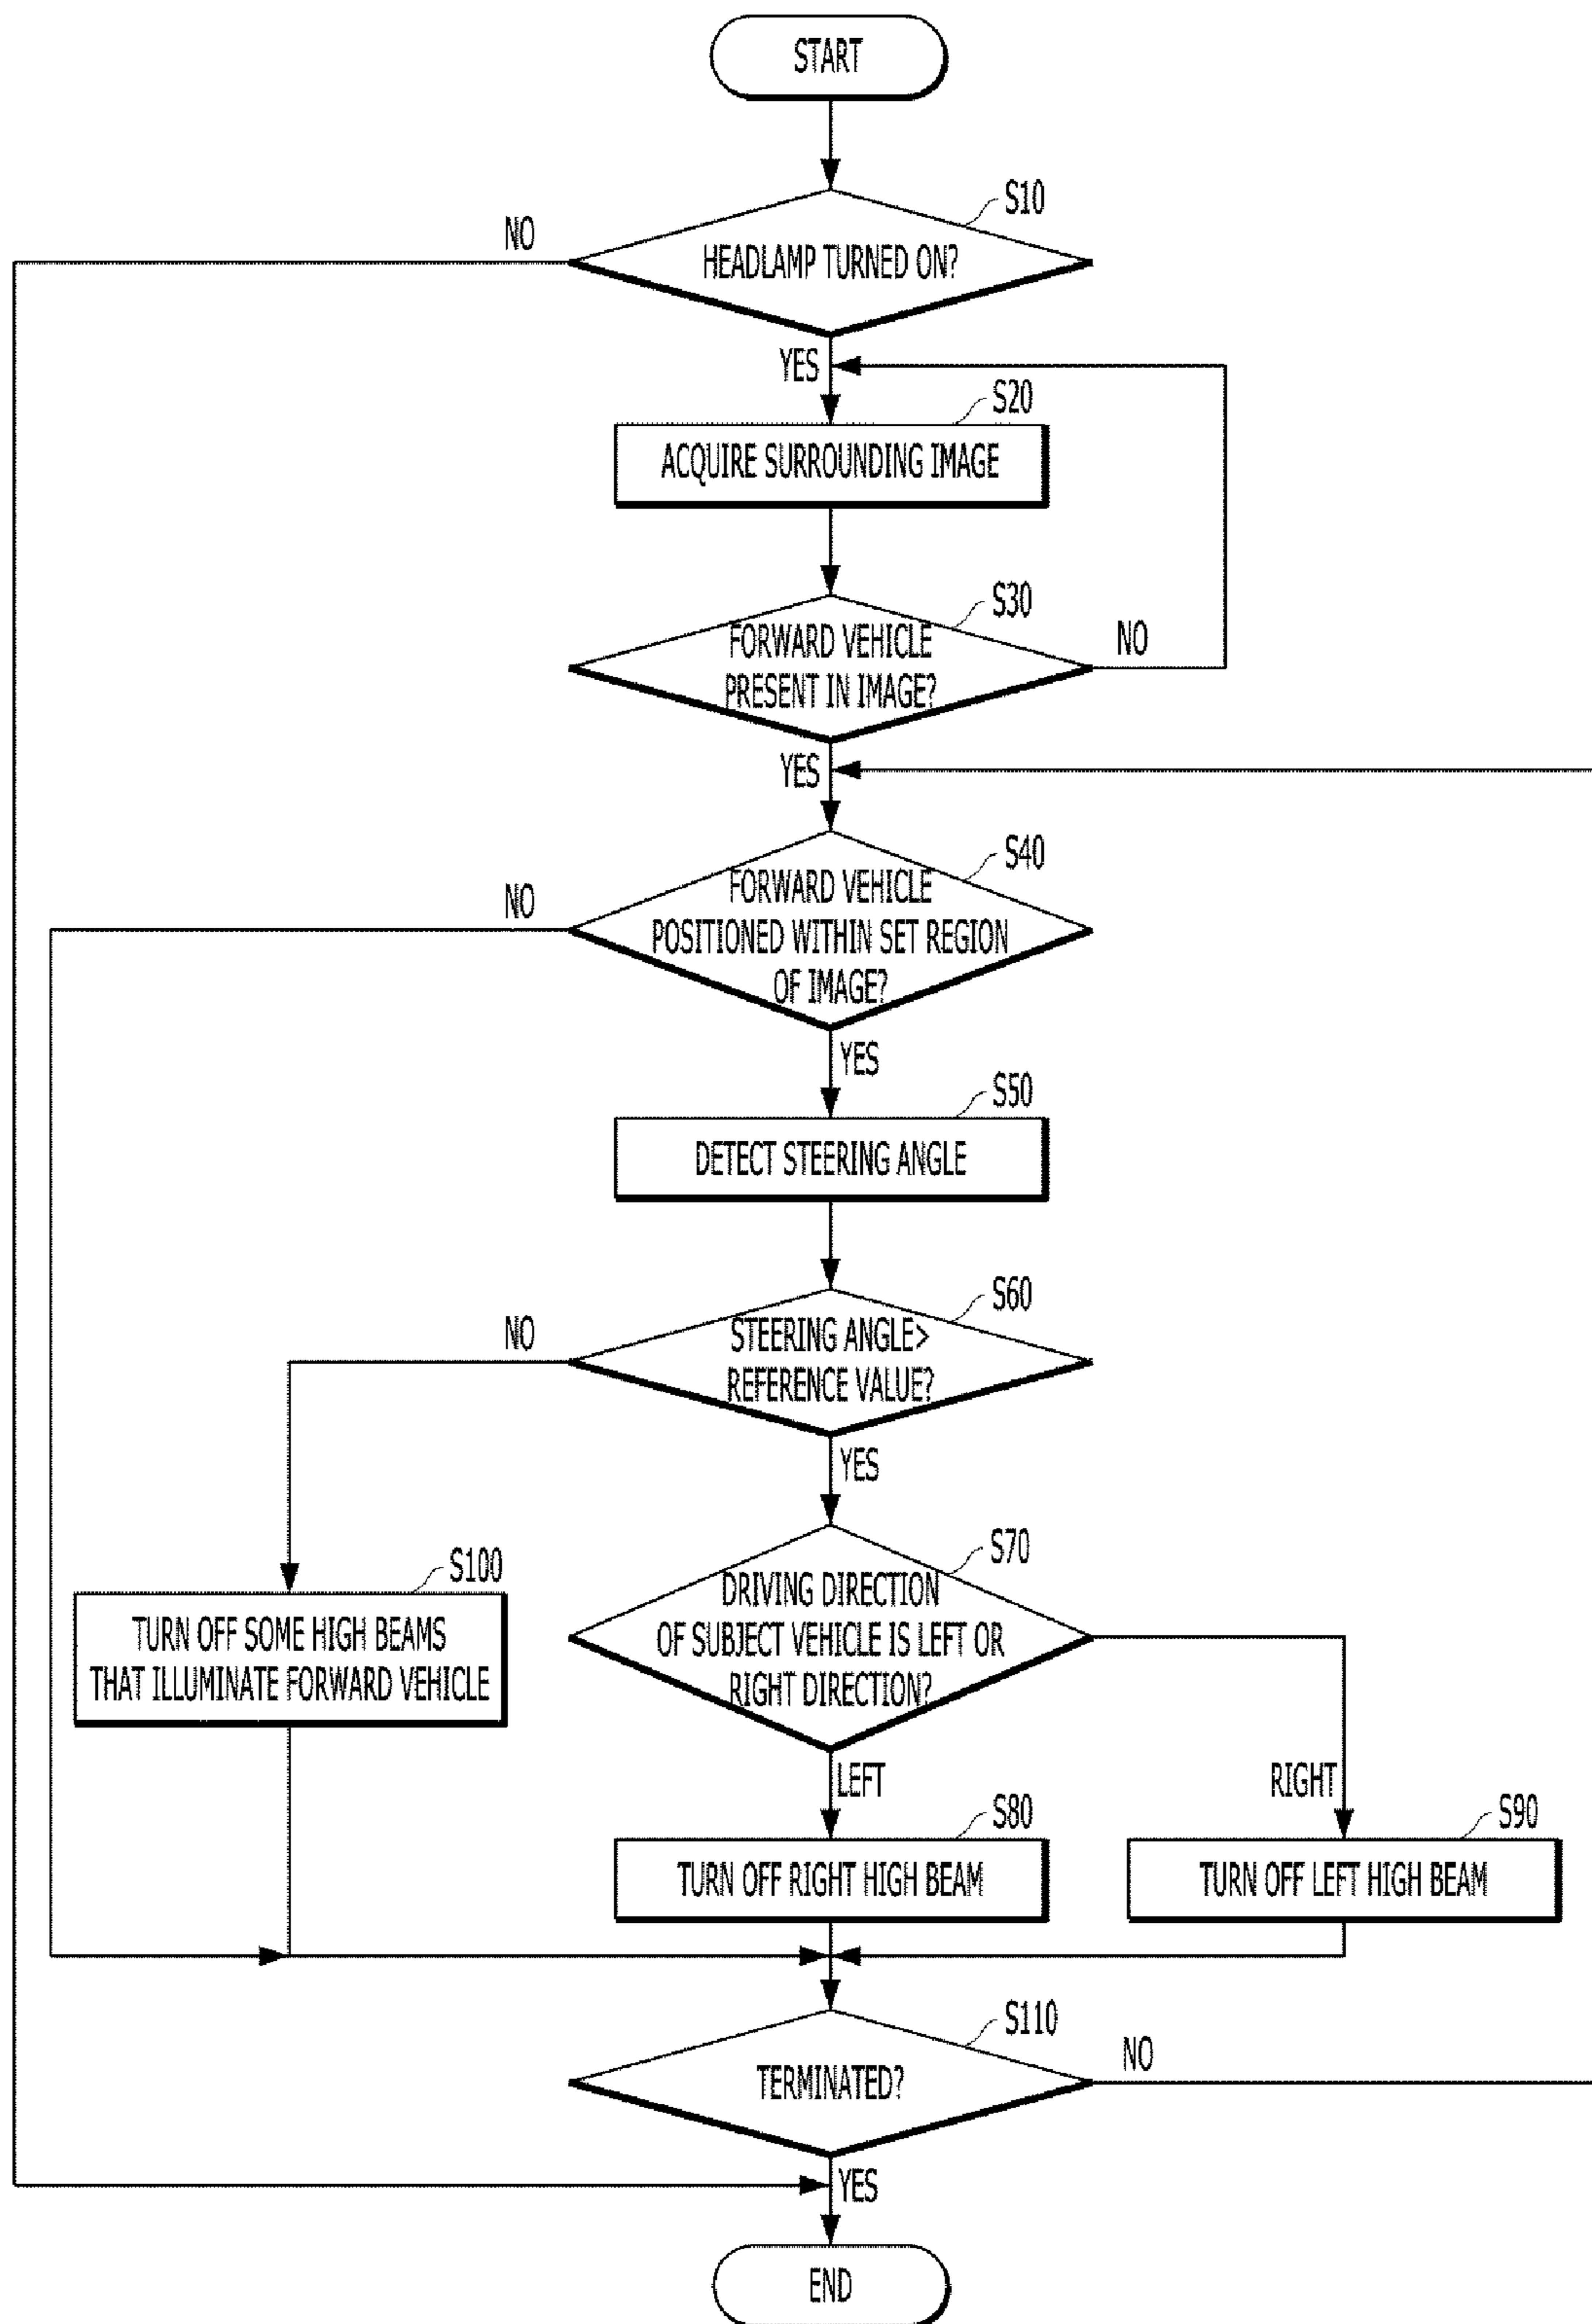 START
S10
NO
HEADLAMP TURNED ON?
YES
S20
ACQUIRE SURROUNDING IMAGE
S30
FORWARD VEHICLE
PRESENT IN IMAGE?
NO
YES
S40
NO
FORWARD VEHICLE
POSITIONED WITHIN SET REGION
OF IMAGE?
YES
S50
DETECT STEERING ANGLE
S60
NO
STEERING ANGLE>
REFERENCE VALUE?
YES
S70
S100
DRIVING DIRECTION
OF SUBJECT VEHICLE IS LEFT OR
RIGHT DIRECTION?
TURN OFF SOME HIGH BEAMS
THAT ILLUMINATE FORWARD VEHICLE
LEFT
RIGHT
S80
S90
TURN OFF RIGHT HIGH BEAM
TURN OFF LEFT HIGH BEAM
S110
NO
TERMINATED?
YES
END